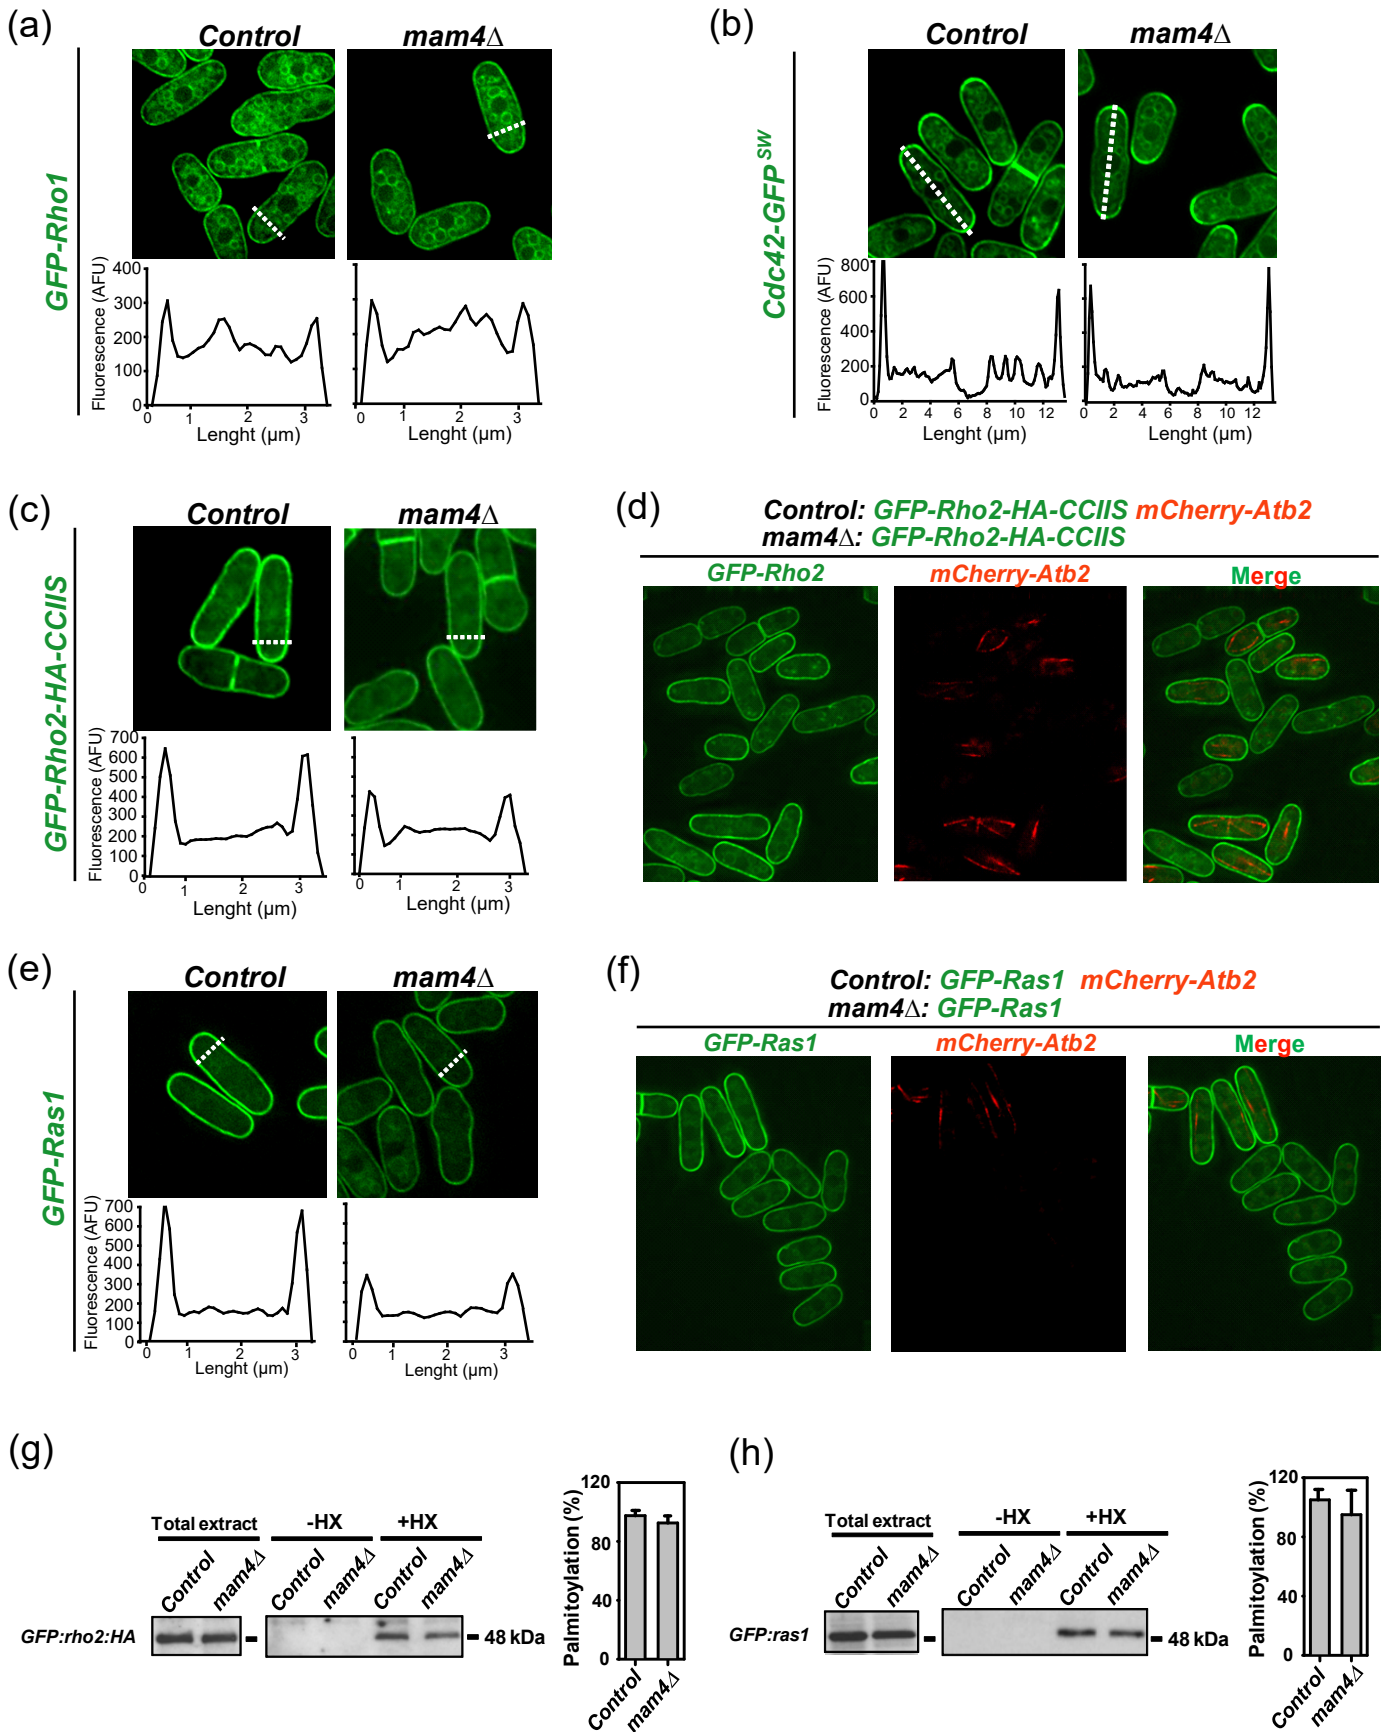 (a)
Control mam4Δ
GFP-Rho1
Fluorescence (AFU)
400
300
200
100
0
0 1 2 3
0 1 2 3
Lenght (µm) Lenght (µm)
(b)
Control mam4Δ
Cdc42-GFP SW
Fluorescence (AFU)
800
600
400
200
0
0 2 4 6 8 10 12
0 2 4 6 8 10 12
Lenght (µm) Lenght (µm)
(c)
Control mam4Δ
GFP-Rho2-HA-CCIIS
Fluorescence (AFU)
700
600
500
400
300
200
100
0
0 1 2 3
0 1 2 3
Lenght (µm) Lenght (µm)
(d)
Control: GFP-Rho2-HA-CCIIS mCherry-Atb2
mam4Δ: GFP-Rho2-HA-CCIIS
GFP-Rho2 mCherry-Atb2 Merge
(e)
Control mam4Δ
GFP-Ras1
Fluorescence (AFU)
700
600
500
400
300
200
100
0
0 1 2 3
0 1 2 3
Lenght (µm) Lenght (µm)
(f)
Control: GFP-Ras1 mCherry-Atb2
mam4Δ: GFP-Ras1
GFP-Ras1 mCherry-Atb2 Merge
(g)
Total extract -HX +HX
Control mam4Δ Control mam4Δ Control mam4Δ
GFP:rho2:HA
48 kDa
Palmitoylation (%)
120
80
40
0
Control mam4Δ
(h)
Total extract -HX +HX
Control mam4Δ Control mam4Δ Control mam4Δ
GFP:ras1
48 kDa
Palmitoylation (%)
120
80
40
0
Control mam4Δ